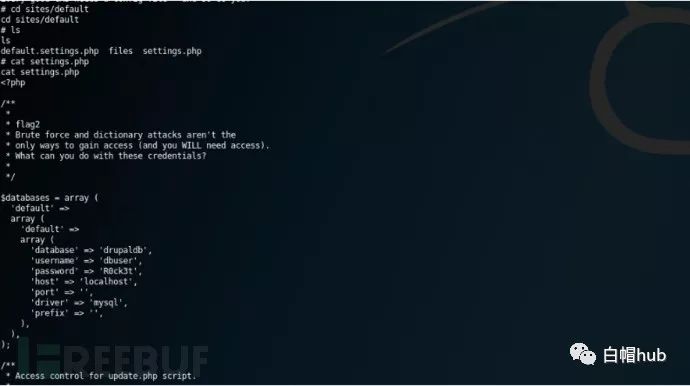 # cd sites/default
cd sites/default
# ls
ls
default.settings.php  files  settings.php
# cat settings.php
cat settings.php
<?php

/**
 *
 * flag2
 * Brute force and dictionary attacks aren't the
 * only ways to gain access (and you WILL need access).
 * What can you do with these credentials?
 *
 */

$databases = array (
  'default' =>
  array (
    'default' =>
    array (
      'database' => 'drupaldb',
      'username' => 'dbuser',
      'password' => 'R0ck3t',
      'host' => 'localhost',
      'port' => '',
      'driver' => 'mysql',
      'prefix' => '',
    ),
  ),
);

/**
 * Access control for update.php script.
FREEBUF
白帽hub